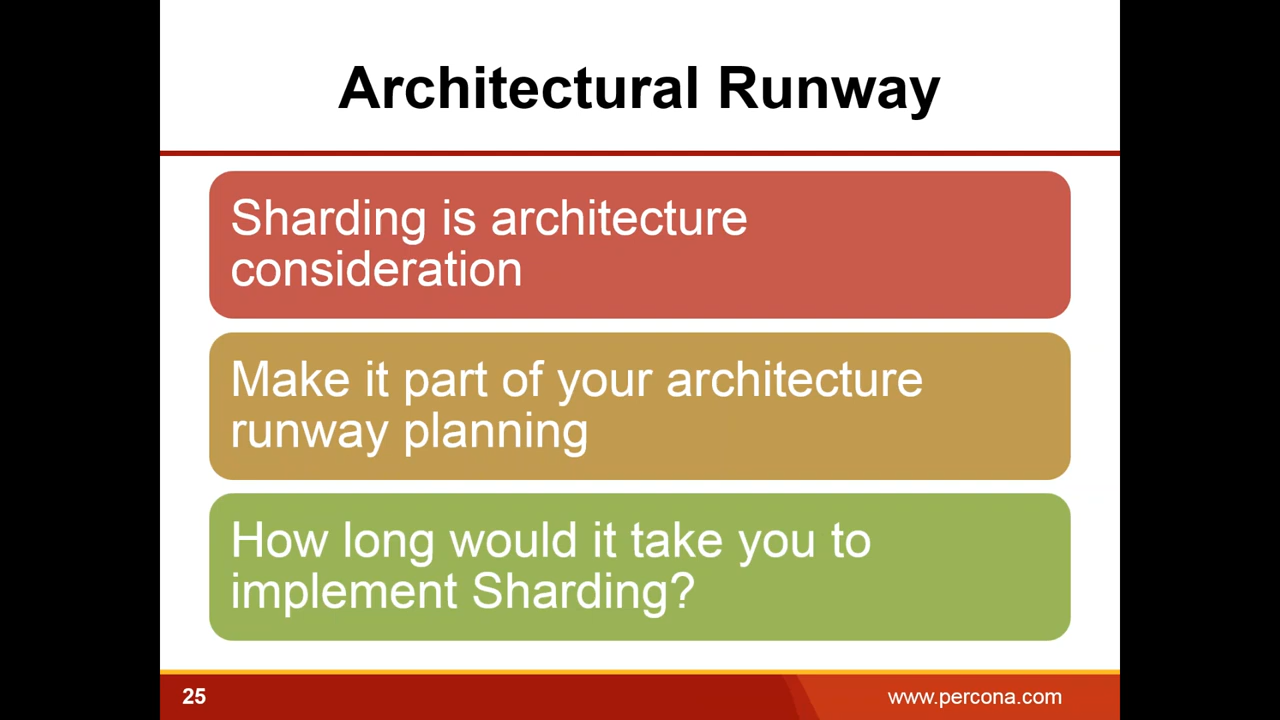 Architectural Runway
Sharding is architecture
consideration
Make it part of your architecture
runway planning
How long would it take you to
implement Sharding?
25
www.percona.com